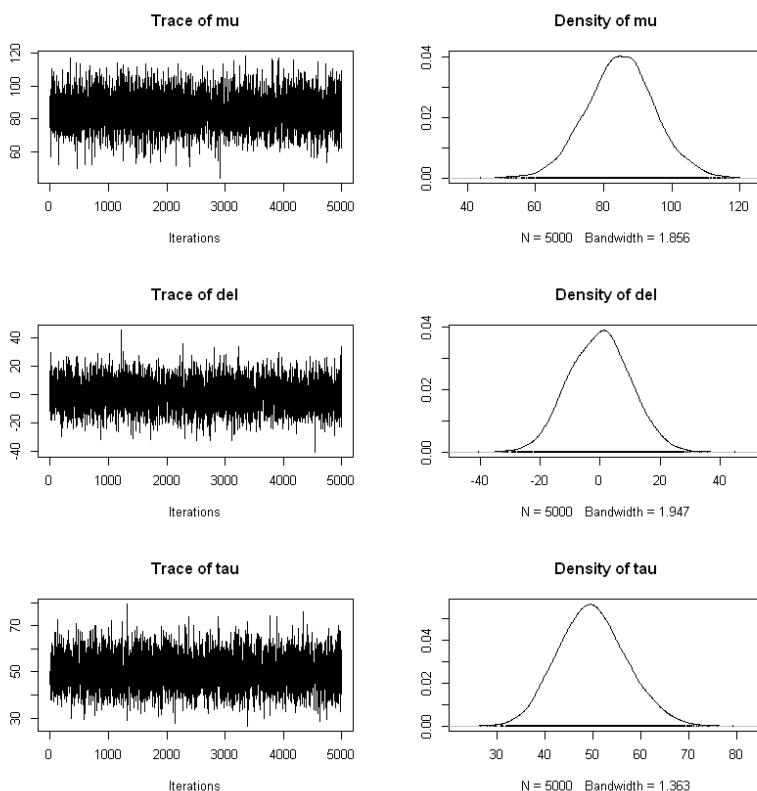 Trace of mu
60 80 100 120
0 1000 2000 3000 4000 5000
Iterations
Density of mu
0.00 0.02 0.04
40 60 80 100 120
N = 5000 Bandwidth = 1.856
Trace of del
-40 -20 0 20 40
0 1000 2000 3000 4000 5000
Iterations
Density of del
0.00 0.02 0.04
-40 -20 0 20 40
N = 5000 Bandwidth = 1.947
Trace of tau
30 50 70
0 1000 2000 3000 4000 5000
Iterations
Density of tau
0.00 0.02 0.04
30 40 50 60 70 80
N = 5000 Bandwidth = 1.363